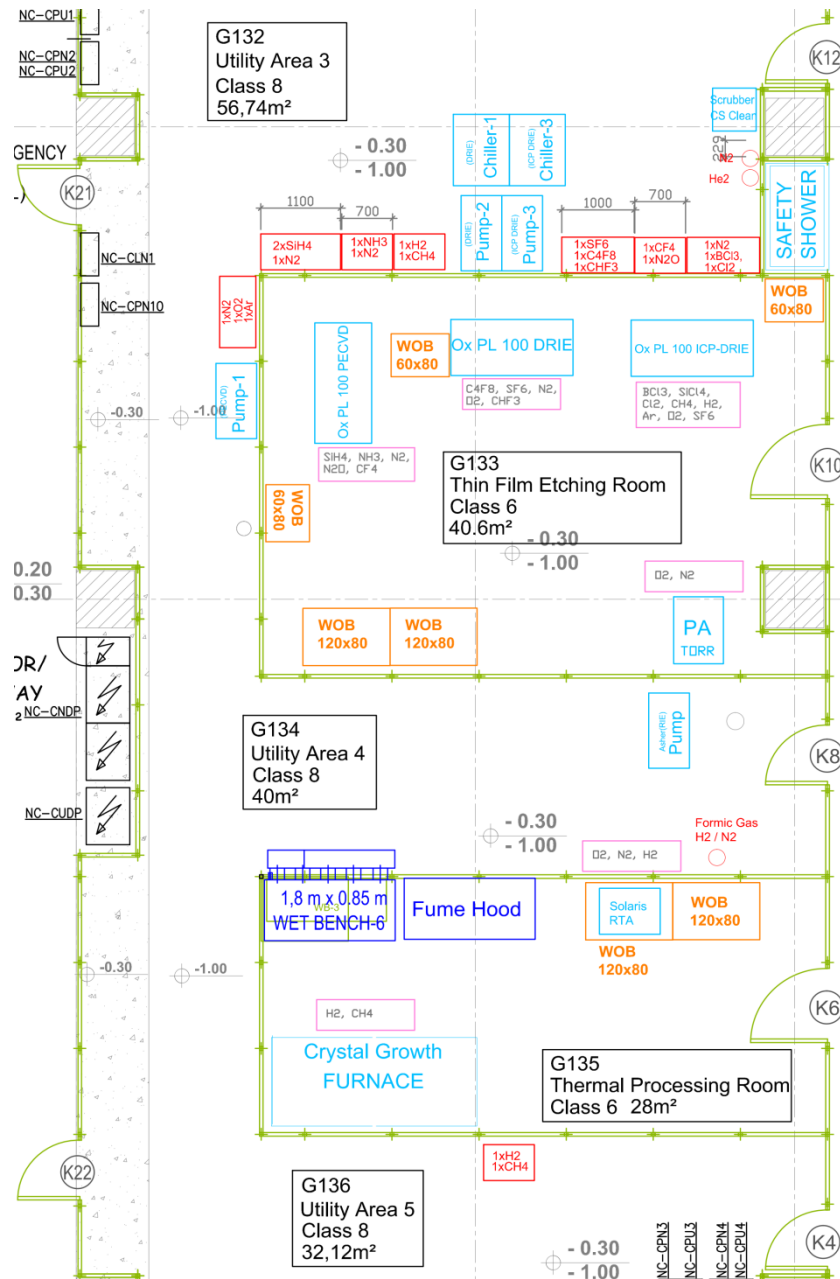 NC-CPU1
NC-CPN2
NC-CPU2
G132
Utility Area 3
Class 8
56,74m²
K12
Scrubber
CS Clean
229
N2
He2
GENCY
K21
- 0.30
- 1.00
(DRIE)
Chiller-1
(ICP DRIE)
Chiller-3
(DRIE)
Pump-2
(ICP DRIE)
Pump-3
SAFETY
SHOWER
1100
700
1000
700
2xSiH4
1xN2
1xNH3
1xN2
1xH2
1xCH4
1xSF6
1xC4F8
1xCHF3
1xCF4
1xN2O
1xN2
1xBCl3,
1xCl2
NC-CLN1
NC-CPN10
1xN2
1xO2
1xAr
WOB
60x80
WOB
60x80
Ox PL 100 PECVD
Ox PL 100 DRIE
Ox PL 100 ICP-DRIE
Pump-1
C4F8, SF6, N2,
O2, CHF3
BCl3, SiCl4,
Cl2, CH4, H2,
Ar, O2, SF6
-0.30
-1.00
SiH4, NH3, N2,
N2O, CF4
G133
Thin Film Etching Room
Class 6
40.6m²
K10
WOB
60x80
- 0.30
- 1.00
0.20
0.30
O2, N2
WOB
120x80
WOB
120x80
PA
TORR
OR/
AY
2
NC-CNDP
G134
Utility Area 4
Class 8
40m²
Asher(RIE)
Pump
K8
NC-CUDP
- 0.30
- 1.00
Formic Gas
H2 / N2
O2, N2, H2
1,8 m x 0.85 m
WB-3
WET BENCH-6
Fume Hood
Solaris
RTA
WOB
120x80
WOB
120x80
-0.30
-1.00
K6
H2, CH4
Crystal Growth
FURNACE
G135
Thermal Processing Room
Class 6 28m²
1xH2
1xCH4
K22
G136
Utility Area 5
Class 8
32,12m²
- 0.30
- 1.00
NC-CPN3
NC-CPU3
NC-CPN4
NC-CPU4
K4